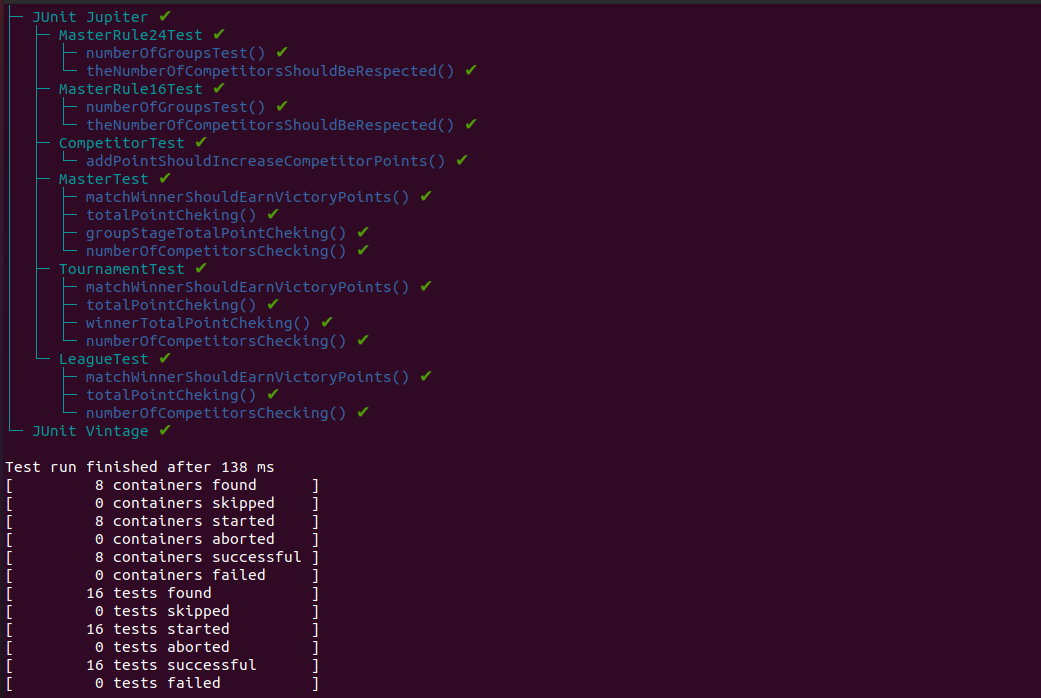 JUnit Jupiter ✔
MasterRule24Test ✔
numberOfGroupsTest() ✔
theNumberOfCompetitorsShouldBeRespected() ✔
MasterRule16Test ✔
numberOfGroupsTest() ✔
theNumberOfCompetitorsShouldBeRespected() ✔
CompetitorTest ✔
addPointShouldIncreaseCompetitorPoints() ✔
MasterTest ✔
matchWinnerShouldEarnVictoryPoints() ✔
totalPointCheking() ✔
groupStageTotalPointCheking() ✔
numberOfCompetitorsChecking() ✔
TournamentTest ✔
matchWinnerShouldEarnVictoryPoints() ✔
totalPointCheking() ✔
winnerTotalPointCheking() ✔
numberOfCompetitorsChecking() ✔
LeagueTest ✔
matchWinnerShouldEarnVictoryPoints() ✔
totalPointCheking() ✔
numberOfCompetitorsChecking() ✔
JUnit Vintage ✔
Test run finished after 138 ms
[         8 containers found      ]
[         0 containers skipped    ]
[         8 containers started    ]
[         0 containers aborted    ]
[         8 containers successful ]
[         0 containers failed     ]
[        16 tests found           ]
[         0 tests skipped         ]
[        16 tests started         ]
[         0 tests aborted         ]
[        16 tests successful      ]
[         0 tests failed          ]